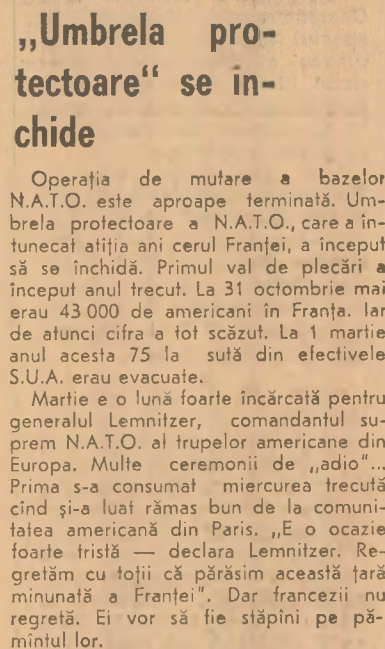 „Umbrela pro-
tectoare“ se în-
chide
Operația de mutare a bazelor
N.A.T.O. este aproape terminată. Um-
brela protectoare a N.A.T.O., care a în-
tunecat atîția ani cerul Franței, a început
să se închidă. Primul val de plecări a
început anul trecut. La 31 octombrie mai
erau 43 000 de americani în Franța. Iar
de atunci cifra a tot scăzut. La 1 martie
anul acesta 75 la sută din efectivele
S.U.A. erau evacuate.
Martie e o lună foarte încărcată pentru
generalul Lemnitzer, comandantul su-
prem N.A.T.O. al trupelor americane din
Europa. Multe ceremonii de „adio"...
Prima s-a consumat miercurea trecută
cînd și-a luat rămas bun de la comuni-
tatea americană din Paris. „E o ocazie
foarte tristă — declara Lemnitzer. Re-
gretăm cu toții că părăsim această țară
minunată a Franței". Dar francezii nu
regretă. Ei vor să fie stăpîni pe pă-
mîntul lor.